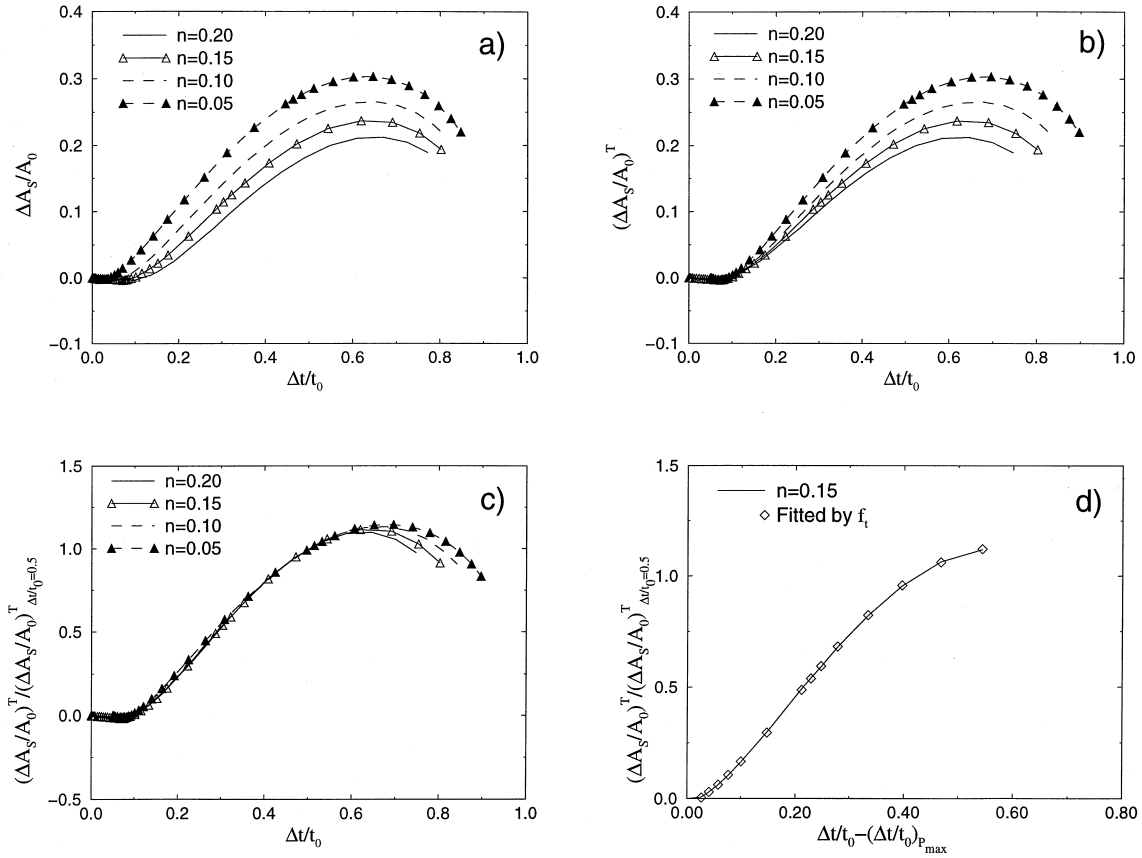 a)
n=0.20
n=0.15
n=0.10
n=0.05
0.4
0.3
0.2
0.1
0.0
−0.1
ΔA_S/A_0
0.0 0.2 0.4 0.6 0.8 1.0
Δt/t_0
b)
n=0.20
n=0.15
n=0.10
n=0.05
0.4
0.3
0.2
0.1
0.0
−0.1
(ΔA_S/A_0)^T
0.0 0.2 0.4 0.6 0.8 1.0
Δt/t_0
c)
n=0.20
n=0.15
n=0.10
n=0.05
1.5
1.0
0.5
0.0
−0.5
(ΔA_S/A_0)^T/(ΔA_S/A_0)^T_{Δt/t_0=0.5}
0.0 0.2 0.4 0.6 0.8 1.0
Δt/t_0
d)
n=0.15
Fitted by f_t
1.5
1.0
0.5
0.0
(ΔA_S/A_0)^T/(ΔA_S/A_0)^T_{Δt/t_0=0.5}
0.00 0.20 0.40 0.60 0.80
Δt/t_0−(Δt/t_0)_{P_max}